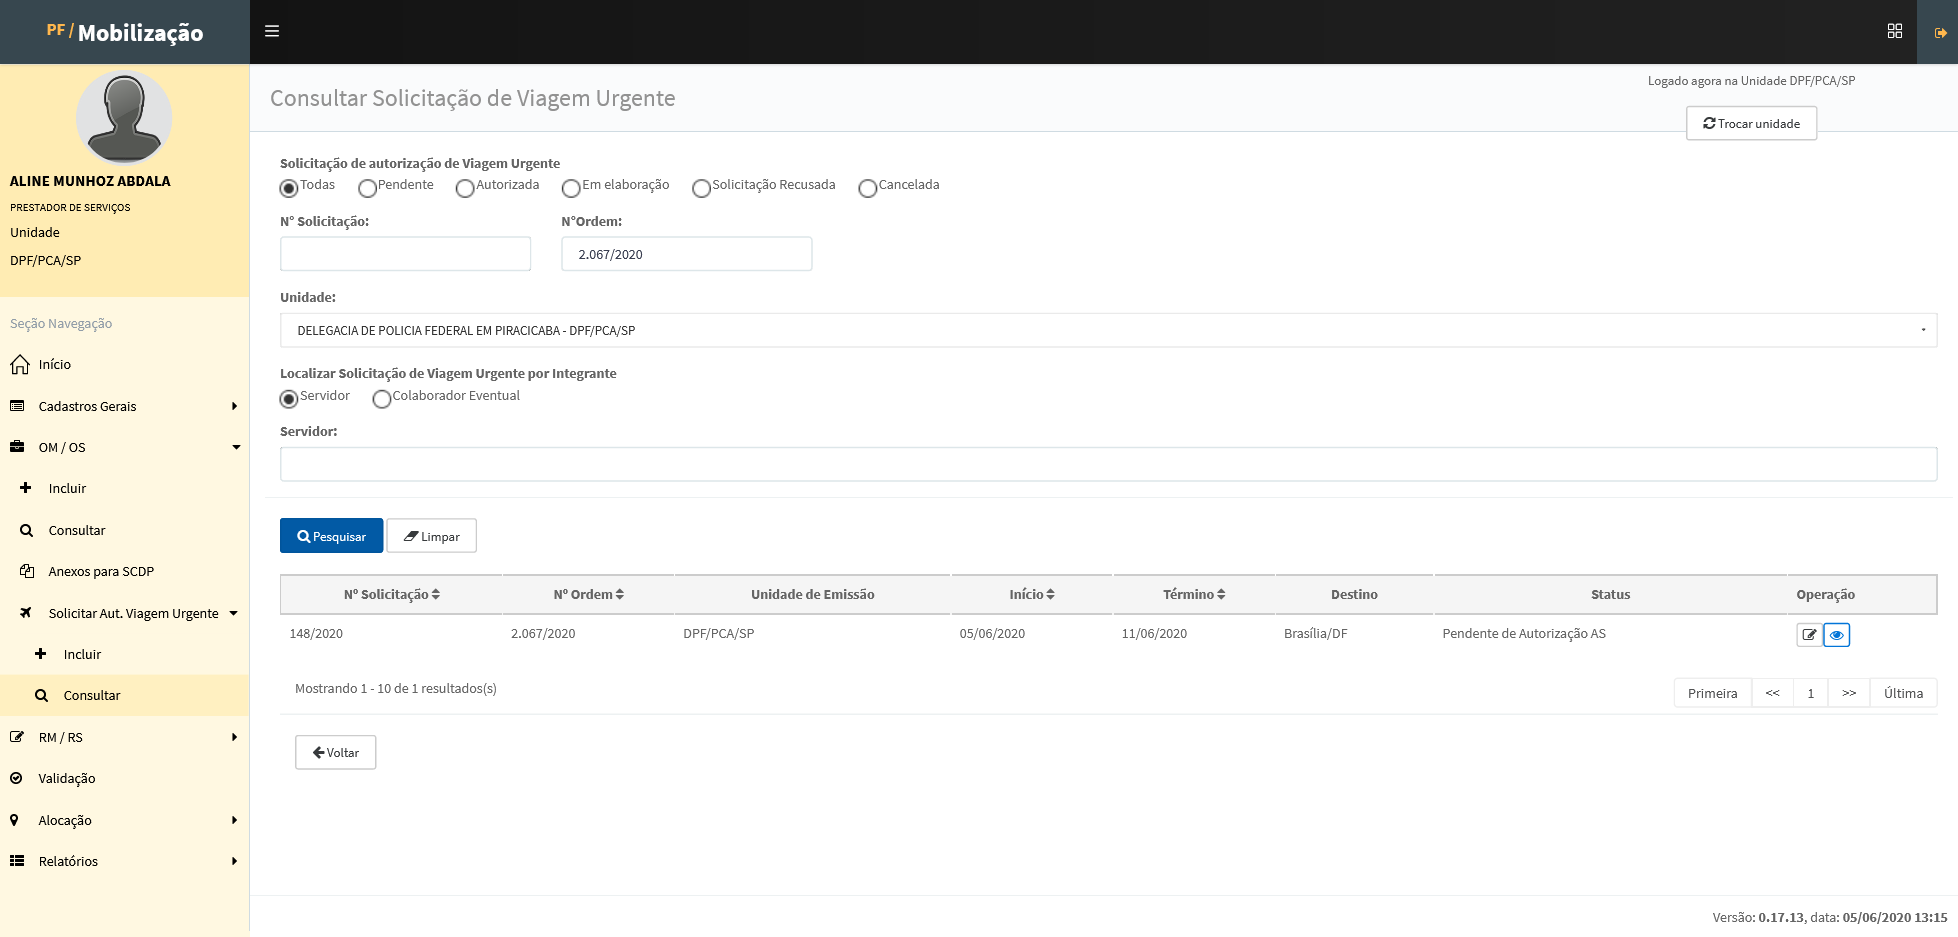 PF / Mobilização
Logado agora na Unidade DPF/PCA/SP
Consultar Solicitação de Viagem Urgente
Trocar unidade
ALINE MUNHOZ ABDALA
PRESTADOR DE SERVIÇOS
Unidade
DPF/PCA/SP
Seção Navegação
Início
Cadastros Gerais
OM / OS
Incluir
Consultar
Anexos para SCDP
Solicitar Aut. Viagem Urgente
Incluir
Consultar
RM / RS
Validação
Alocação
Relatórios
Solicitação de autorização de Viagem Urgente
Todas Pendente Autorizada Em elaboração Solicitação Recusada Cancelada
N° Solicitação: N°Ordem:
2.067/2020
Unidade:
DELEGACIA DE POLICIA FEDERAL EM PIRACICABA - DPF/PCA/SP
Localizar Solicitação de Viagem Urgente por Integrante
Servidor Colaborador Eventual
Servidor:
Pesquisar Limpar
Nº Solicitação Nº Ordem Unidade de Emissão Início Término Destino Status Operação
148/2020 2.067/2020 DPF/PCA/SP 05/06/2020 11/06/2020 Brasília/DF Pendente de Autorização AS
Mostrando 1 - 10 de 1 resultados(s) Primeira << 1 >> Última
Voltar
Versão: 0.17.13, data: 05/06/2020 13:15